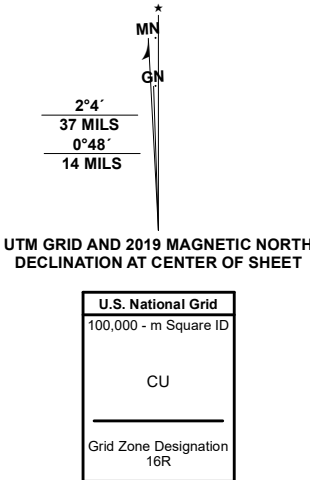 ★
MN
GN
2°4´
37 MILS
0°48´
14 MILS
UTM GRID AND 2019 MAGNETIC NORTH
DECLINATION AT CENTER OF SHEET
U.S. National Grid
100,000 - m Square ID
CU
Grid Zone Designation
16R